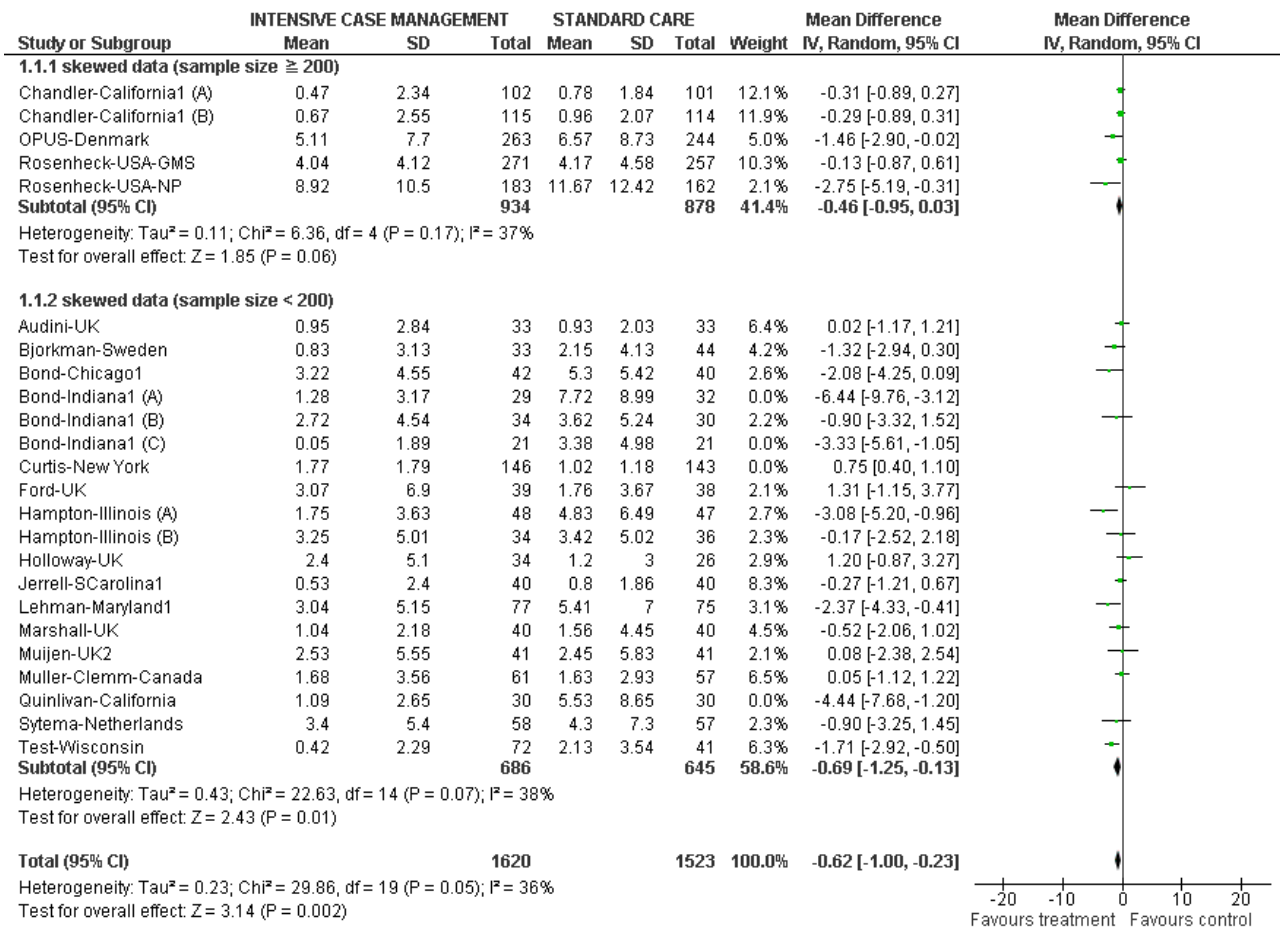 INTENSIVE CASE MANAGEMENT STANDARD CARE Mean Difference Mean Difference
Study or Subgroup Mean SD Total Mean SD Total Weight IV, Random, 95% CI IV, Random, 95% CI
1.1.1 skewed data (sample size ≧ 200)
Chandler-California1 (A) 0.47 2.34 102 0.78 1.84 101 12.1% -0.31 [-0.89, 0.27]
Chandler-California1 (B) 0.67 2.55 115 0.96 2.07 114 11.9% -0.29 [-0.89, 0.31]
OPUS-Denmark 5.11 7.7 263 6.57 8.73 244 5.0% -1.46 [-2.90, -0.02]
Rosenheck-USA-GMS 4.04 4.12 271 4.17 4.58 257 10.3% -0.13 [-0.87, 0.61]
Rosenheck-USA-NP 8.92 10.5 183 11.67 12.42 162 2.1% -2.75 [-5.19, -0.31]
Subtotal (95% CI) 934 878 41.4% -0.46 [-0.95, 0.03]
Heterogeneity: Tau² = 0.11; Chi² = 6.36, df = 4 (P = 0.17); I² = 37%
Test for overall effect: Z = 1.85 (P = 0.06)
1.1.2 skewed data (sample size < 200)
Audini-UK 0.95 2.84 33 0.93 2.03 33 6.4% 0.02 [-1.17, 1.21]
Bjorkman-Sweden 0.83 3.13 33 2.15 4.13 44 4.2% -1.32 [-2.94, 0.30]
Bond-Chicago1 3.22 4.55 42 5.3 5.42 40 2.6% -2.08 [-4.25, 0.09]
Bond-Indiana1 (A) 1.28 3.17 29 7.72 8.99 32 0.0% -6.44 [-9.76, -3.12]
Bond-Indiana1 (B) 2.72 4.54 34 3.62 5.24 30 2.2% -0.90 [-3.32, 1.52]
Bond-Indiana1 (C) 0.05 1.89 21 3.38 4.98 21 0.0% -3.33 [-5.61, -1.05]
Curtis-New York 1.77 1.79 146 1.02 1.18 143 0.0% 0.75 [0.40, 1.10]
Ford-UK 3.07 6.9 39 1.76 3.67 38 2.1% 1.31 [-1.15, 3.77]
Hampton-Illinois (A) 1.75 3.63 48 4.83 6.49 47 2.7% -3.08 [-5.20, -0.96]
Hampton-Illinois (B) 3.25 5.01 34 3.42 5.02 36 2.3% -0.17 [-2.52, 2.18]
Holloway-UK 2.4 5.1 34 1.2 3 26 2.9% 1.20 [-0.87, 3.27]
Jerrell-SCarolina1 0.53 2.4 40 0.8 1.86 40 8.3% -0.27 [-1.21, 0.67]
Lehman-Maryland1 3.04 5.15 77 5.41 7 75 3.1% -2.37 [-4.33, -0.41]
Marshall-UK 1.04 2.18 40 1.56 4.45 40 4.5% -0.52 [-2.06, 1.02]
Muijen-UK2 2.53 5.55 41 2.45 5.83 41 2.1% 0.08 [-2.38, 2.54]
Muller-Clemm-Canada 1.68 3.56 61 1.63 2.93 57 6.5% 0.05 [-1.12, 1.22]
Quinlivan-California 1.09 2.65 30 5.53 8.65 30 0.0% -4.44 [-7.68, -1.20]
Sytema-Netherlands 3.4 5.4 58 4.3 7.3 57 2.3% -0.90 [-3.25, 1.45]
Test-Wisconsin 0.42 2.29 72 2.13 3.54 41 6.3% -1.71 [-2.92, -0.50]
Subtotal (95% CI) 686 645 58.6% -0.69 [-1.25, -0.13]
Heterogeneity: Tau² = 0.43; Chi² = 22.63, df = 14 (P = 0.07); I² = 38%
Test for overall effect: Z = 2.43 (P = 0.01)
Total (95% CI) 1620 1523 100.0% -0.62 [-1.00, -0.23]
Heterogeneity: Tau² = 0.23; Chi² = 29.86, df = 19 (P = 0.05); I² = 36%
Test for overall effect: Z = 3.14 (P = 0.002)
-20 -10 0 10 20
Favours treatment Favours control